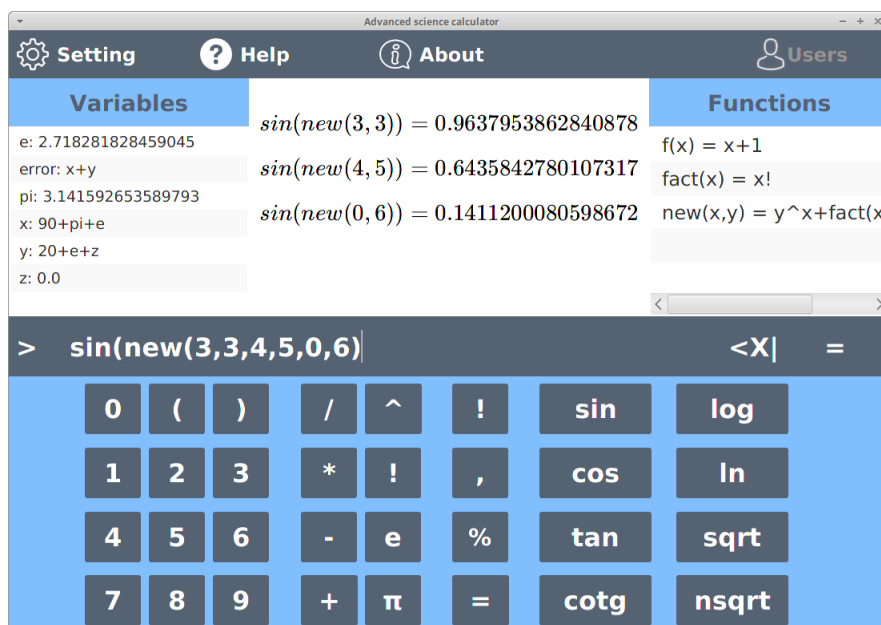 Advanced science calculator
Setting Help About Users
Variables
e: 2.718281828459045
error: x+y
pi: 3.141592653589793
x: 90+pi+e
y: 20+e+z
z: 0.0
sin(new(3, 3)) = 0.9637953862840878
sin(new(4, 5)) = 0.6435842780107317
sin(new(0, 6)) = 0.1411200080598672
Functions
f(x) = x+1
fact(x) = x!
new(x,y) = y^x+fact(x
> sin(new(3,3,4,5,0,6) <X| =
0 ( ) / ^ ! sin log
1 2 3 * ! , cos ln
4 5 6 - e % tan sqrt
7 8 9 + π = cotg nsqrt